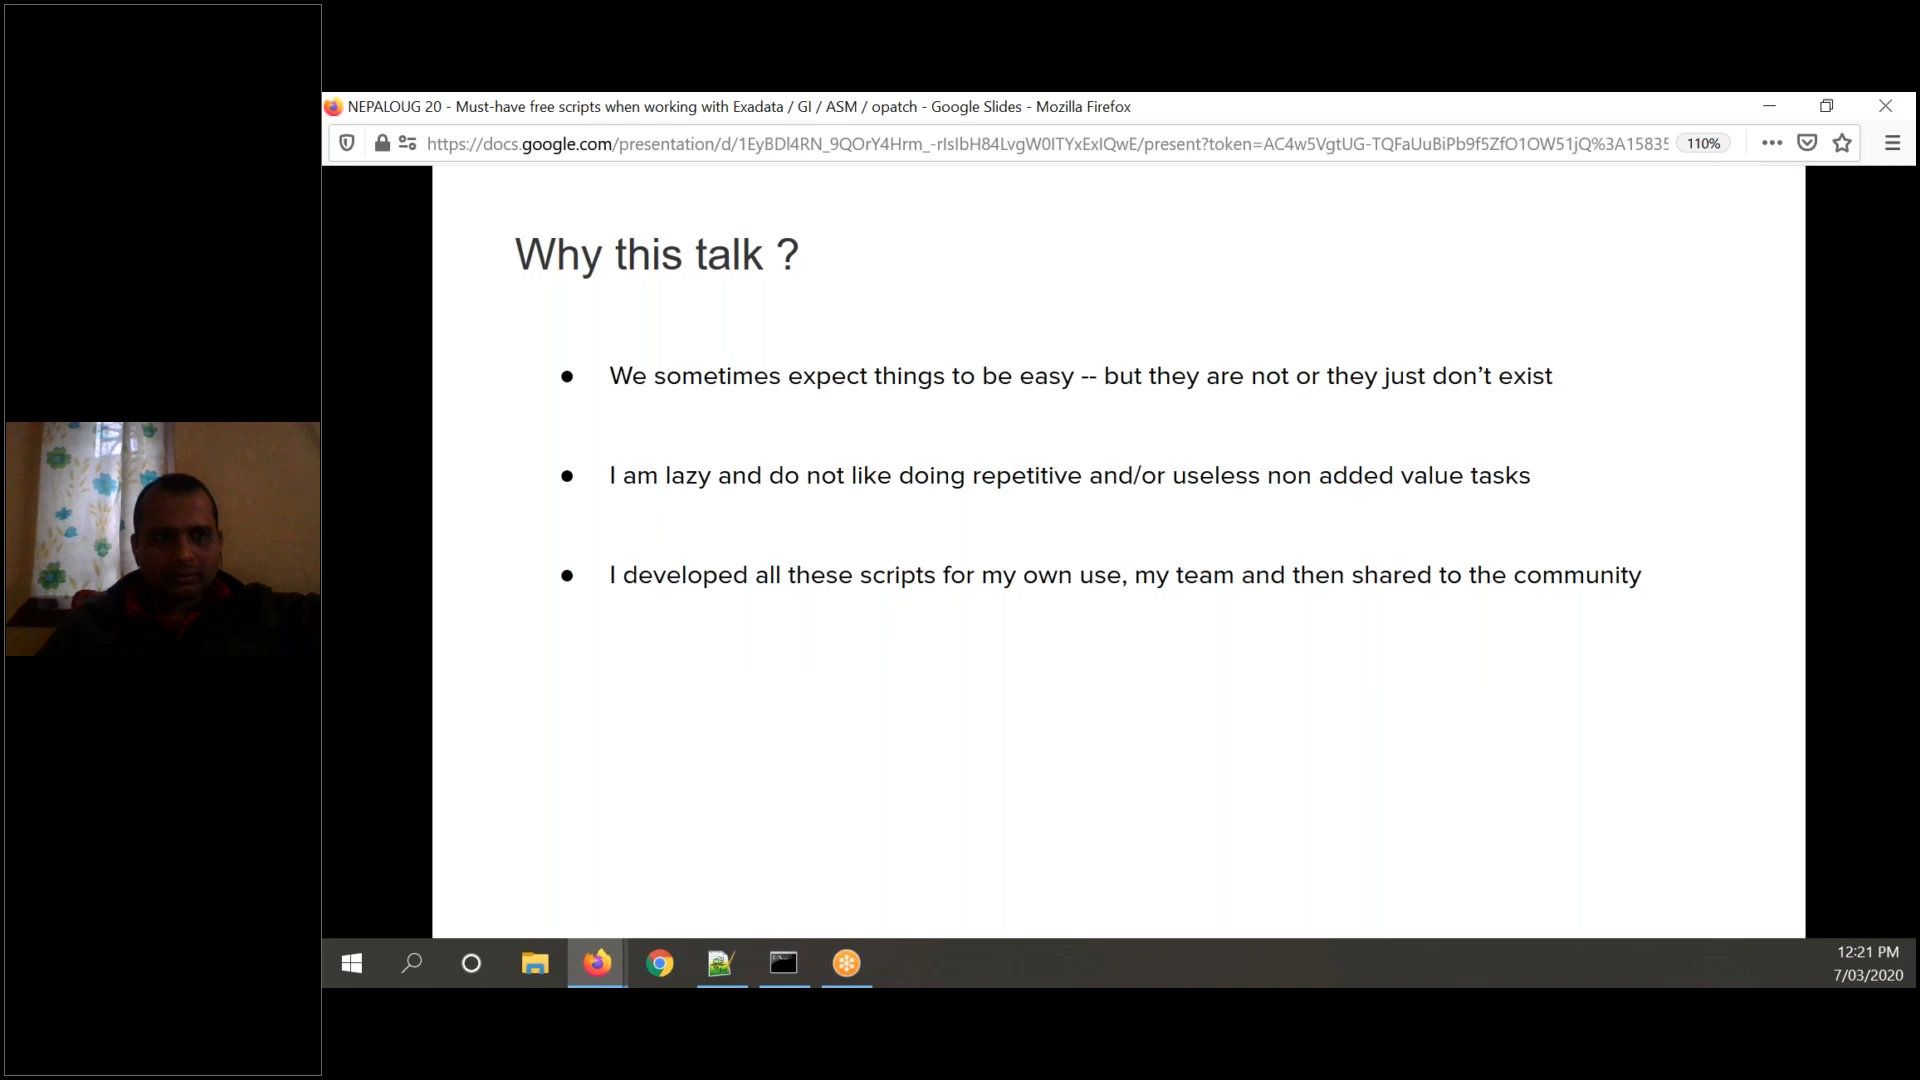 NEPALOUG 20 - Must-have free scripts when working with Exadata / GI / ASM / opatch - Google Slides - Mozilla Firefox
https://docs.google.com/presentation/d/1EyBDl4RN_9QOrY4Hrm_-rIsIbH84LvgW0ITYxExIQwE/present?token=AC4w5VgtUG-TQFaUuBiPb9f5ZfO1OW51jQ%3A15835 110%
Why this talk ?
● We sometimes expect things to be easy -- but they are not or they just don’t exist
● I am lazy and do not like doing repetitive and/or useless non added value tasks
● I developed all these scripts for my own use, my team and then shared to the community
12:21 PM
7/03/2020